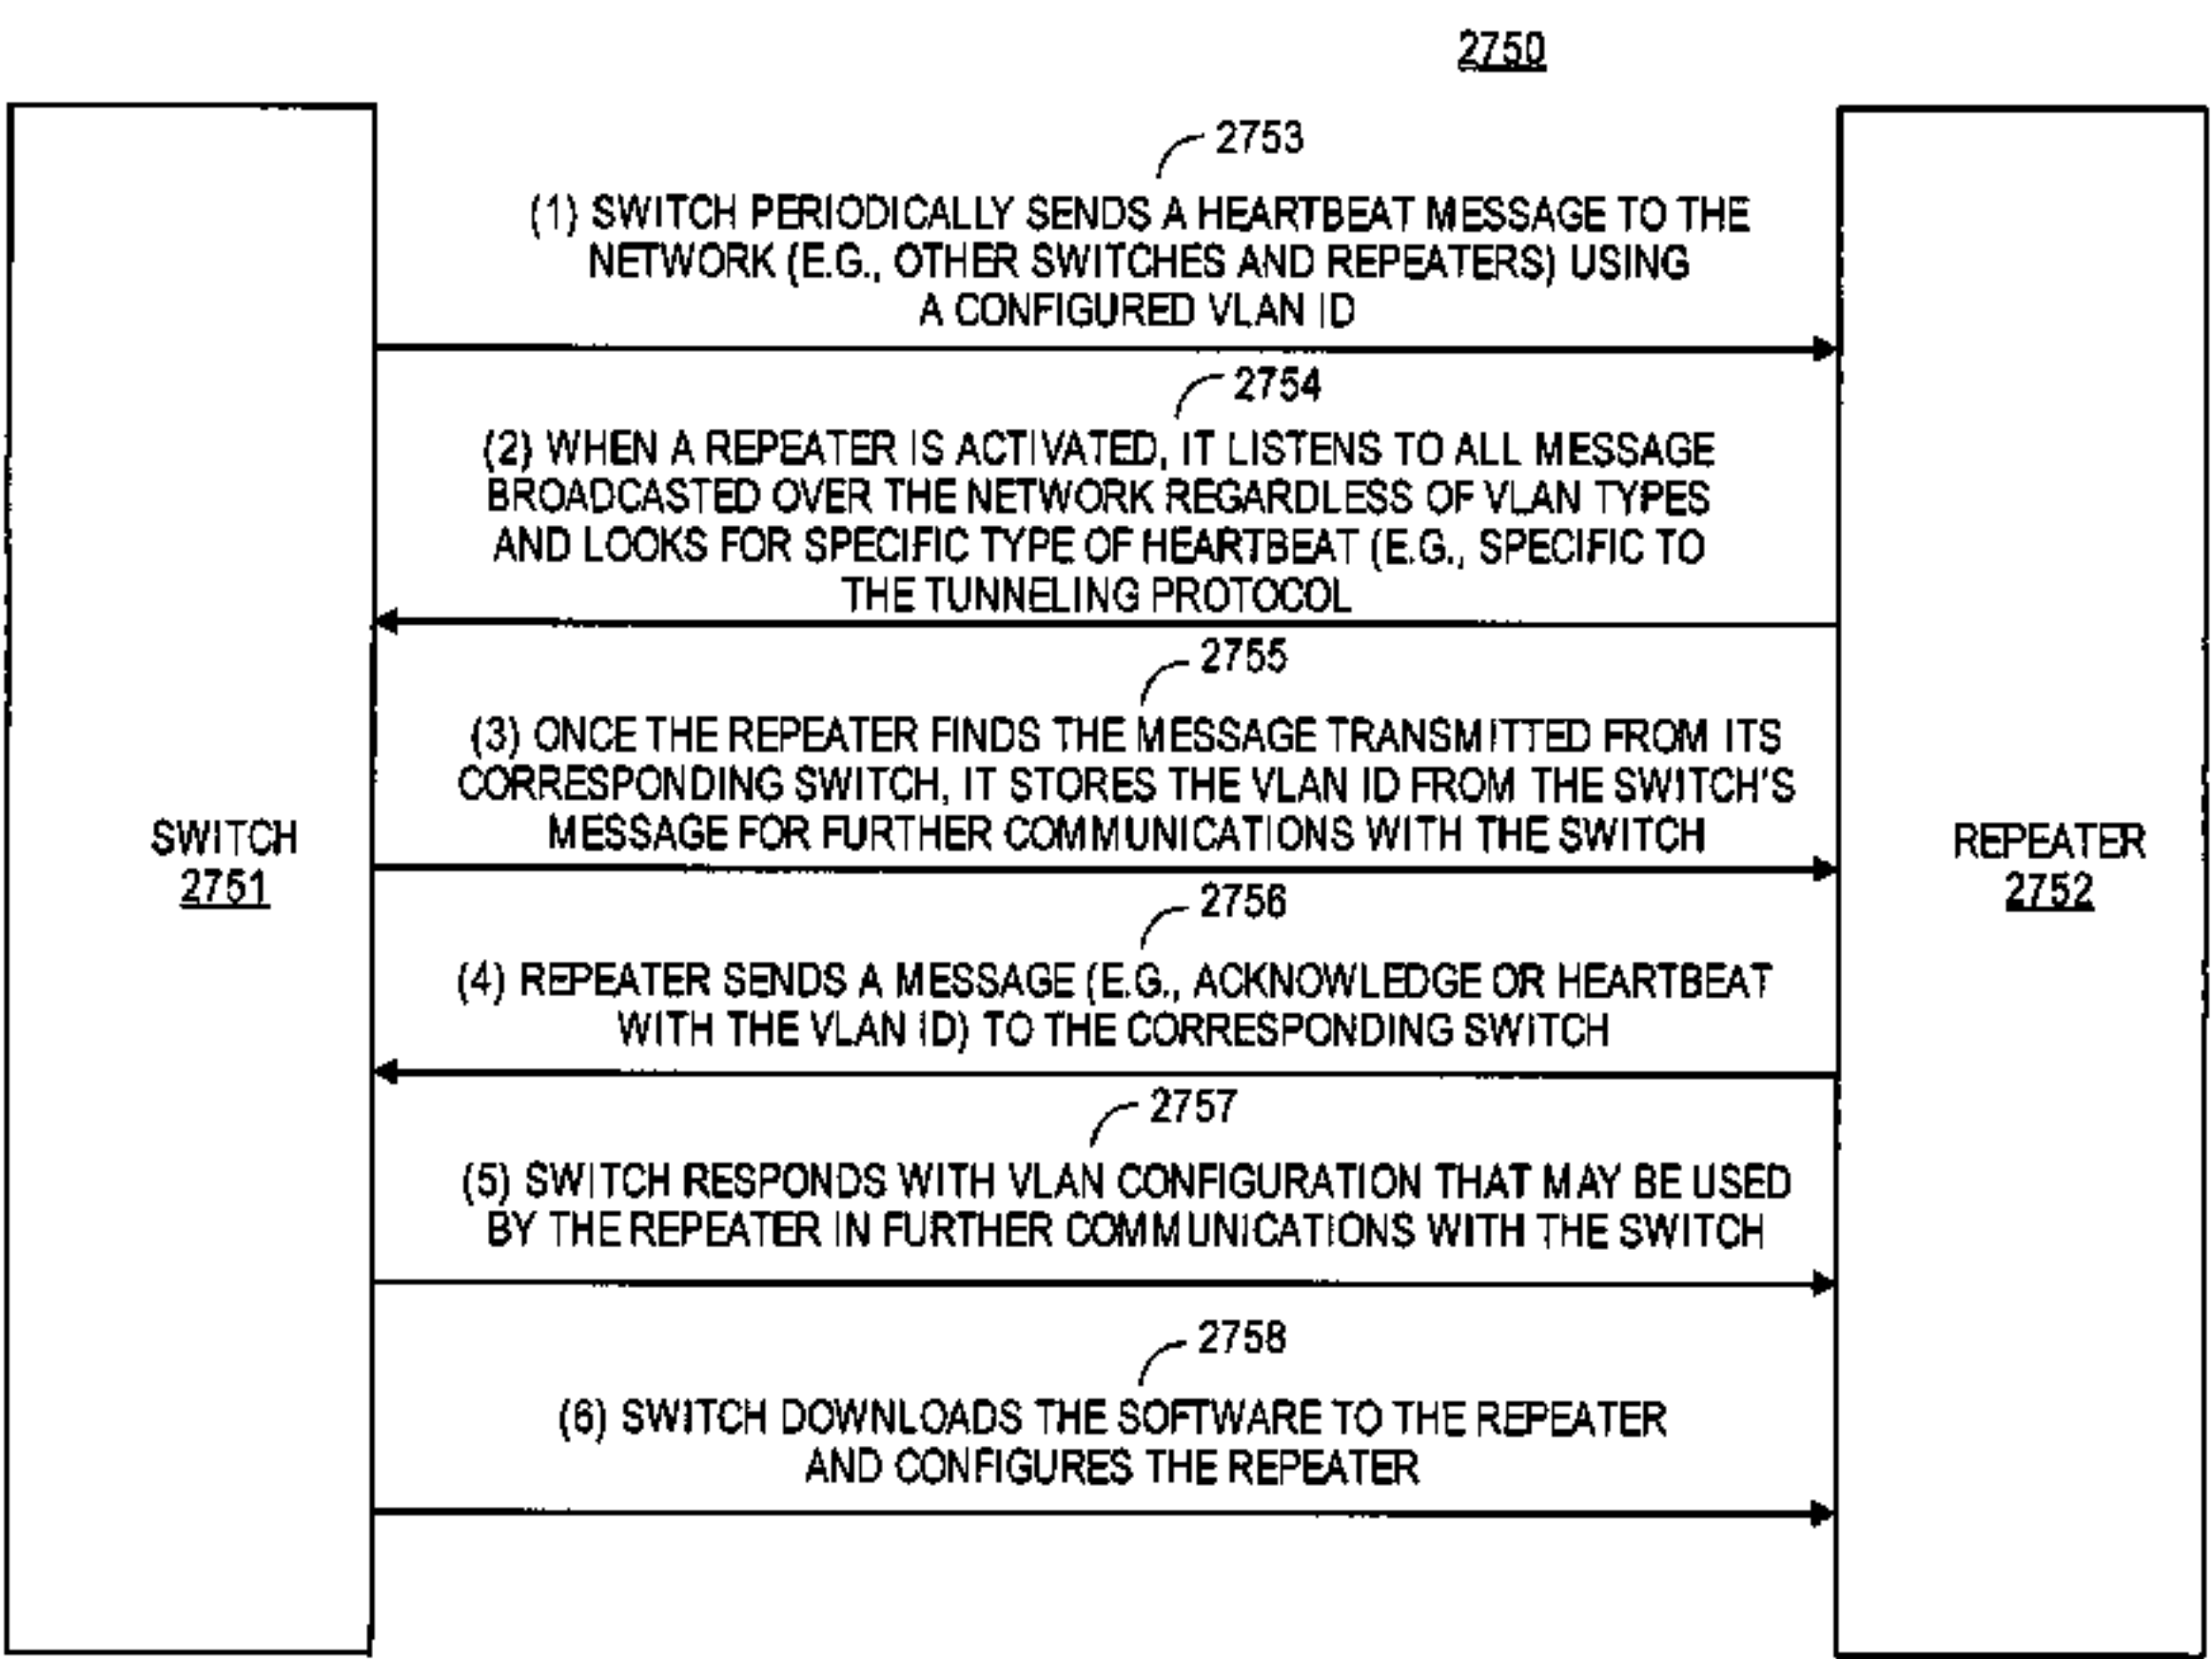 2750
2753
(1) SWITCH PERIODICALLY SENDS A HEARTBEAT MESSAGE TO THE
NETWORK (E.G., OTHER SWITCHES AND REPEATERS) USING
A CONFIGURED VLAN ID
2754
(2) WHEN A REPEATER IS ACTIVATED, IT LISTENS TO ALL MESSAGE
BROADCASTED OVER THE NETWORK REGARDLESS OF VLAN TYPES
AND LOOKS FOR SPECIFIC TYPE OF HEARTBEAT (E.G., SPECIFIC TO
THE TUNNELING PROTOCOL
2755
(3) ONCE THE REPEATER FINDS THE MESSAGE TRANSMITTED FROM ITS
CORRESPONDING SWITCH, IT STORES THE VLAN ID FROM THE SWITCH'S
MESSAGE FOR FURTHER COMMUNICATIONS WITH THE SWITCH
SWITCH
2751
REPEATER
2752
2756
(4) REPEATER SENDS A MESSAGE (E.G., ACKNOWLEDGE OR HEARTBEAT
WITH THE VLAN ID) TO THE CORRESPONDING SWITCH
2757
(5) SWITCH RESPONDS WITH VLAN CONFIGURATION THAT MAY BE USED
BY THE REPEATER IN FURTHER COMMUNICATIONS WITH THE SWITCH
2758
(6) SWITCH DOWNLOADS THE SOFTWARE TO THE REPEATER
AND CONFIGURES THE REPEATER